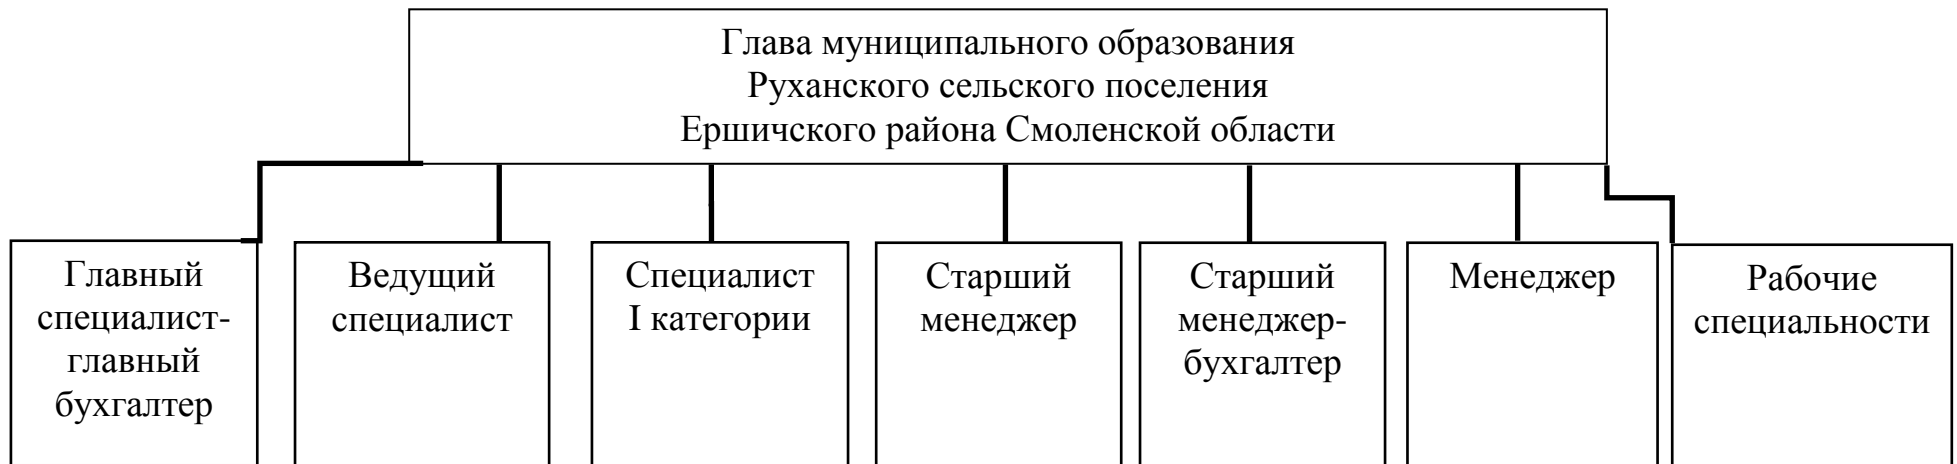 Глава муниципального образования
Руханского сельского поселения
Ершичского района Смоленской области
Главный
специалист-
главный
бухгалтер
Ведущий
специалист
Специалист
I категории
Старший
менеджер
Старший
менеджер-
бухгалтер
Менеджер
Рабочие
специальности